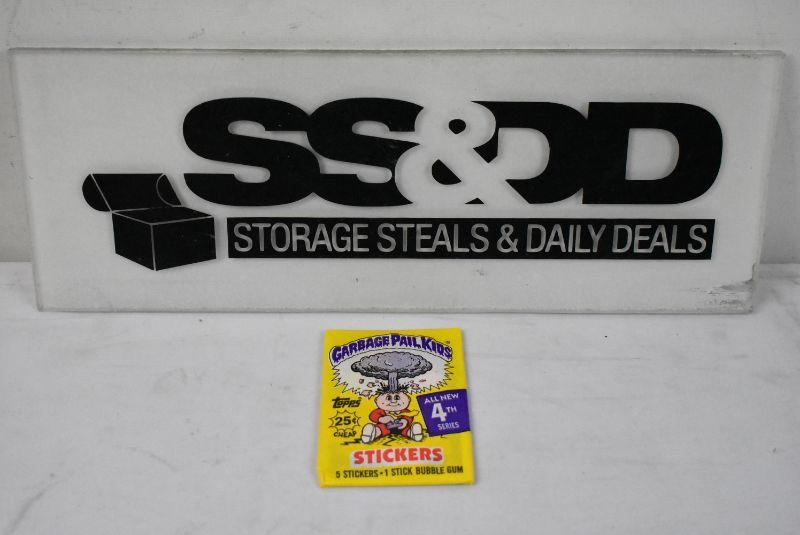 SS&DD
STORAGE STEALS & DAILY DEALS
GARBAGE PAIL KIDS
topps
ALL NEW
4TH
SERIES
25¢
CHEAP
STICKERS
5 STICKERS • 1 STICK BUBBLE GUM